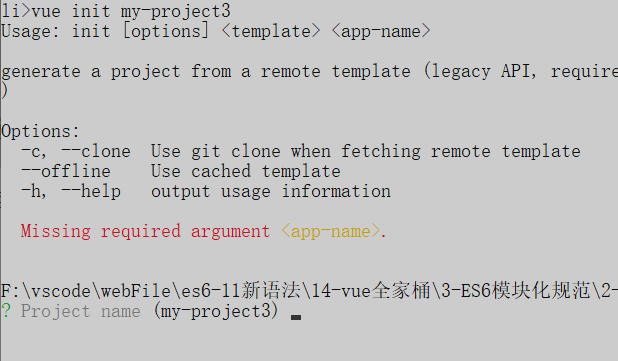 li>vue init my-project3
Usage: init [options] <template> <app-name>
generate a project from a remote template (legacy API, require
)
Options:
-c, --clone  Use git clone when fetching remote template
--offline    Use cached template
-h, --help   output usage information
Missing required argument <app-name>.
F:\vscode\webFile\es6-11新语法\14-vue全家桶\3-ES6模块化规范\2-
? Project name (my-project3)